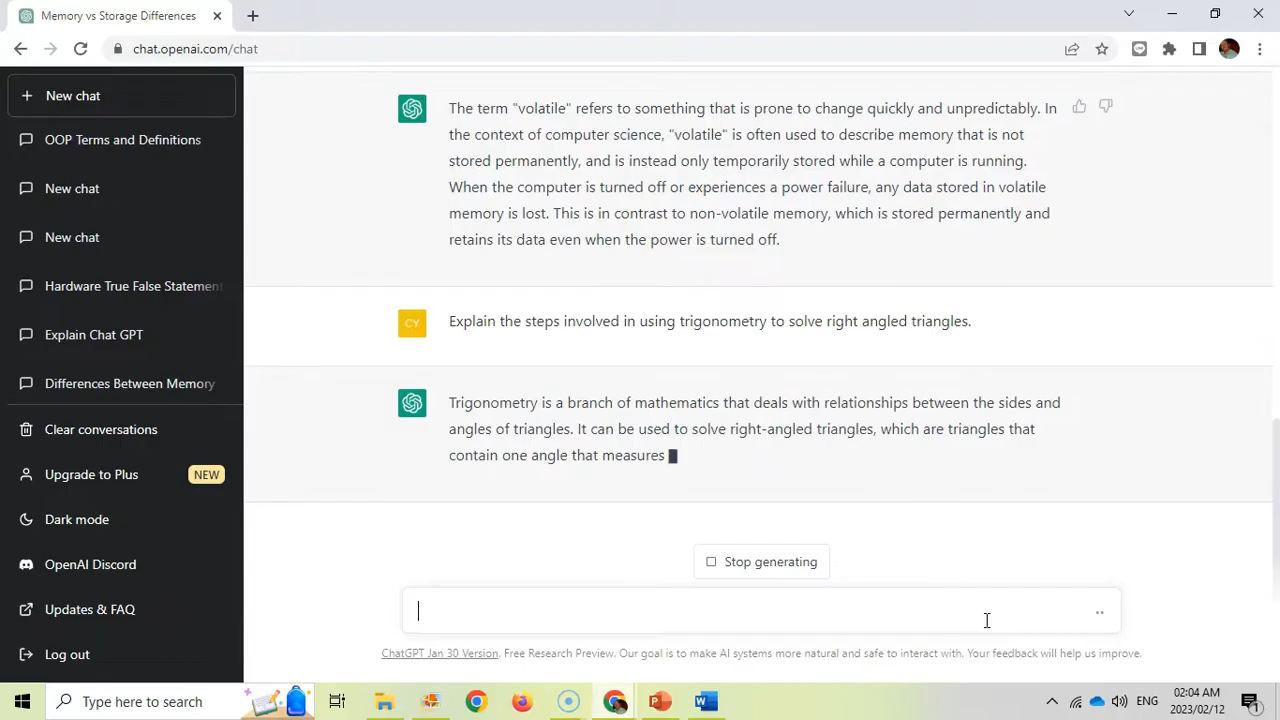 Memory vs Storage Differences
chat.openai.com/chat
New chat
OOP Terms and Definitions
New chat
New chat
Hardware True False Statemen
Explain Chat GPT
Differences Between Memory
Clear conversations
Upgrade to Plus NEW
Dark mode
OpenAI Discord
Updates & FAQ
Log out
The term "volatile" refers to something that is prone to change quickly and unpredictably. In
the context of computer science, "volatile" is often used to describe memory that is not
stored permanently, and is instead only temporarily stored while a computer is running.
When the computer is turned off or experiences a power failure, any data stored in volatile
memory is lost. This is in contrast to non-volatile memory, which is stored permanently and
retains its data even when the power is turned off.
CY
Explain the steps involved in using trigonometry to solve right angled triangles.
Trigonometry is a branch of mathematics that deals with relationships between the sides and
angles of triangles. It can be used to solve right-angled triangles, which are triangles that
contain one angle that measures
Stop generating
ChatGPT Jan 30 Version. Free Research Preview. Our goal is to make AI systems more natural and safe to interact with. Your feedback will help us improve.
Type here to search
ENG
02:04 AM
2023/02/12